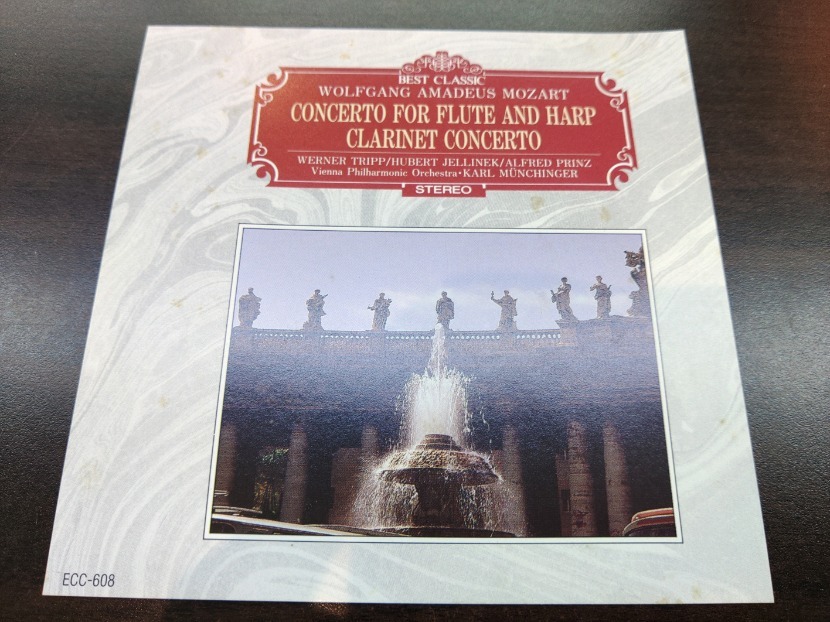 BEST CLASSIC
WOLFGANG AMADEUS MOZART
CONCERTO FOR FLUTE AND HARP
CLARINET CONCERTO
WERNER TRIPP/HUBERT JELLINEK/ALFRED PRINZ
Vienna Philharmonic Orchestra·KARL MÜNCHINGER
STEREO
ECC-608